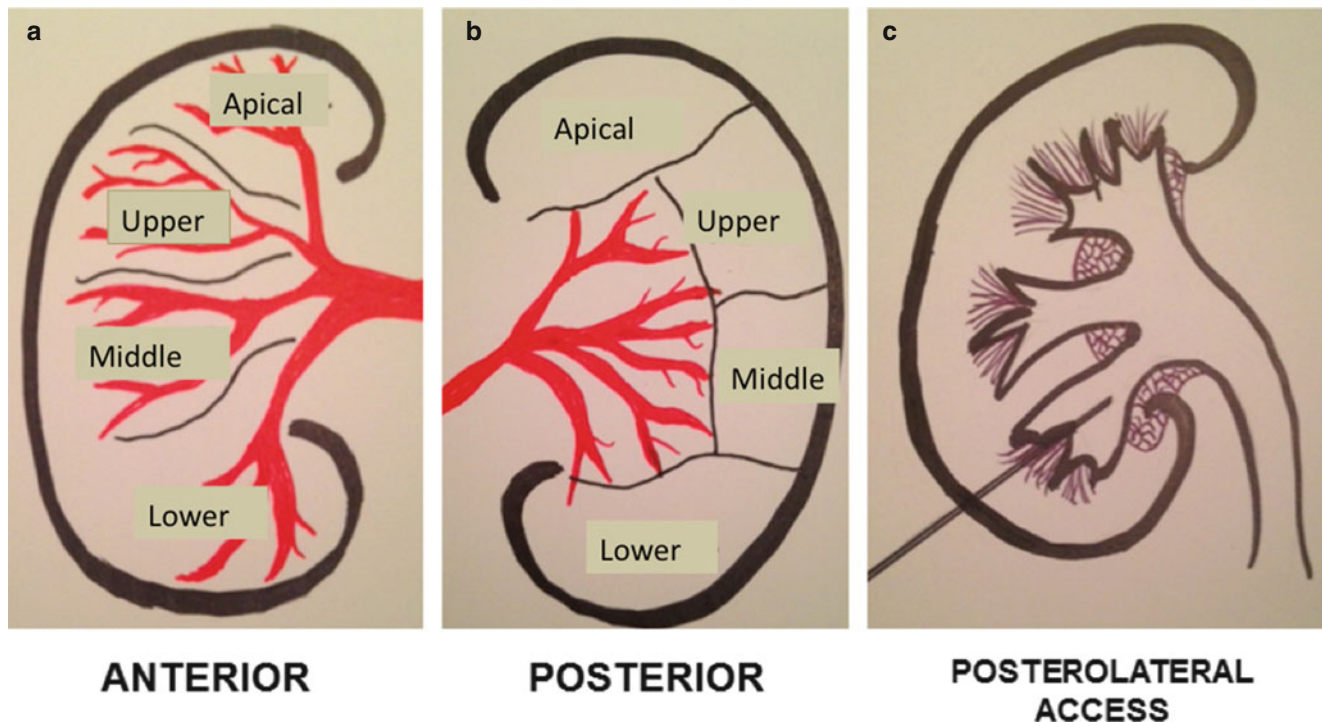 a
Apical
Upper
Middle
Lower
ANTERIOR
b
Apical
Upper
Middle
Lower
POSTERIOR
c
POSTEROLATERAL
ACCESS